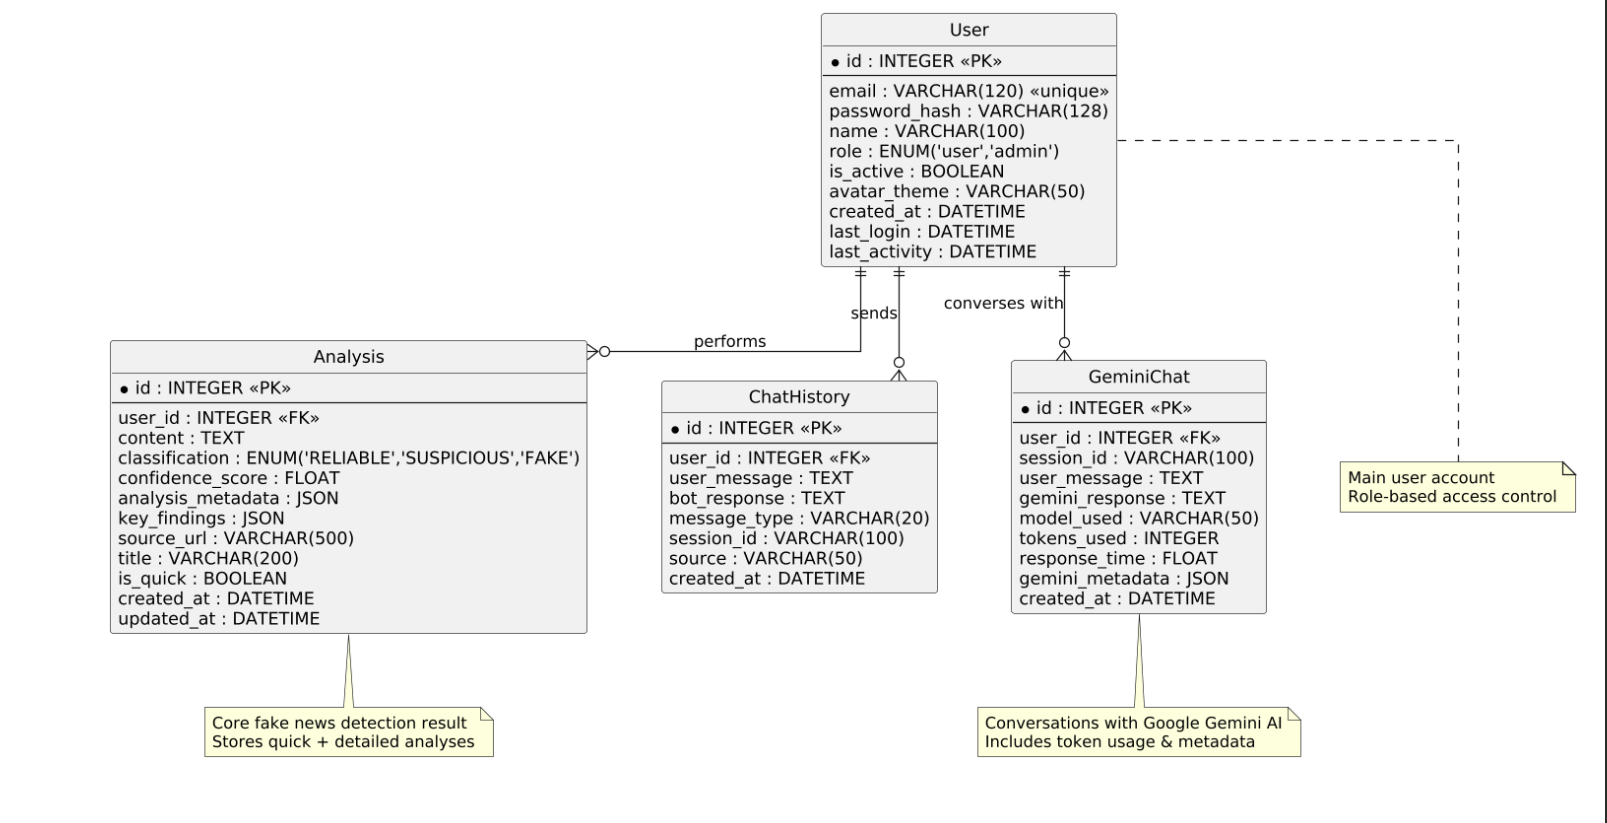 User
id : INTEGER «PK»
email : VARCHAR(120) «unique»
password_hash : VARCHAR(128)
name : VARCHAR(100)
role : ENUM('user','admin')
is_active : BOOLEAN
avatar_theme : VARCHAR(50)
created_at : DATETIME
last_login : DATETIME
last_activity : DATETIME
performs
sends
converses with
Analysis
id : INTEGER «PK»
user_id : INTEGER «FK»
content : TEXT
classification : ENUM('RELIABLE','SUSPICIOUS','FAKE')
confidence_score : FLOAT
analysis_metadata : JSON
key_findings : JSON
source_url : VARCHAR(500)
title : VARCHAR(200)
is_quick : BOOLEAN
created_at : DATETIME
updated_at : DATETIME
ChatHistory
id : INTEGER «PK»
user_id : INTEGER «FK»
user_message : TEXT
bot_response : TEXT
message_type : VARCHAR(20)
session_id : VARCHAR(100)
source : VARCHAR(50)
created_at : DATETIME
GeminiChat
id : INTEGER «PK»
user_id : INTEGER «FK»
session_id : VARCHAR(100)
user_message : TEXT
gemini_response : TEXT
model_used : VARCHAR(50)
tokens_used : INTEGER
response_time : FLOAT
gemini_metadata : JSON
created_at : DATETIME
Main user account
Role-based access control
Core fake news detection result
Stores quick + detailed analyses
Conversations with Google Gemini AI
Includes token usage & metadata